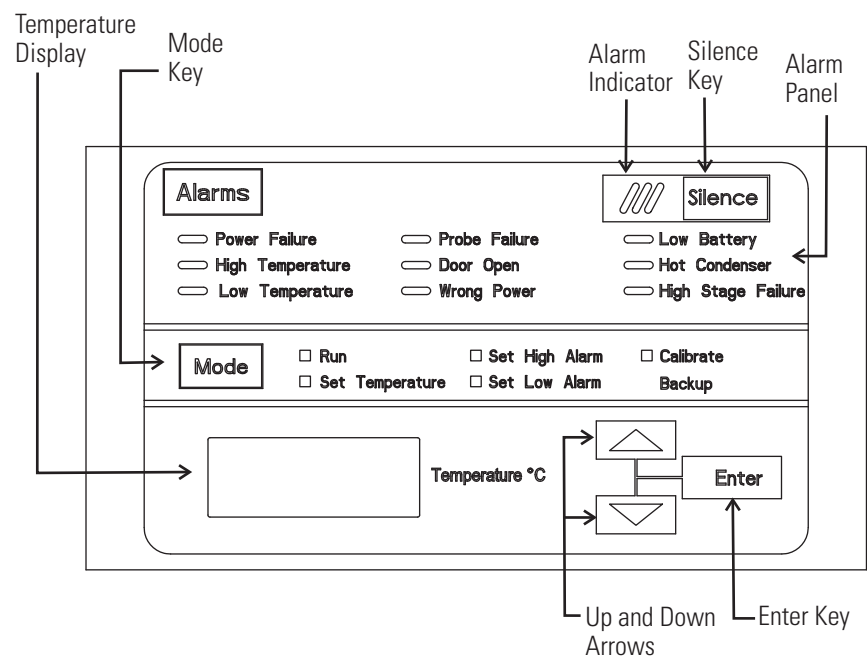 Temperature
Display
Mode
Key
Alarm
Indicator
Silence
Key
Alarm
Panel
Alarms
Silence
Power Failure
Probe Failure
Low Battery
High Temperature
Door Open
Hot Condenser
Low Temperature
Wrong Power
High Stage Failure
Mode
Run
Set High Alarm
Calibrate
Set Temperature
Set Low Alarm
Backup
Temperature °C
Enter
Up and Down
Arrows
Enter Key